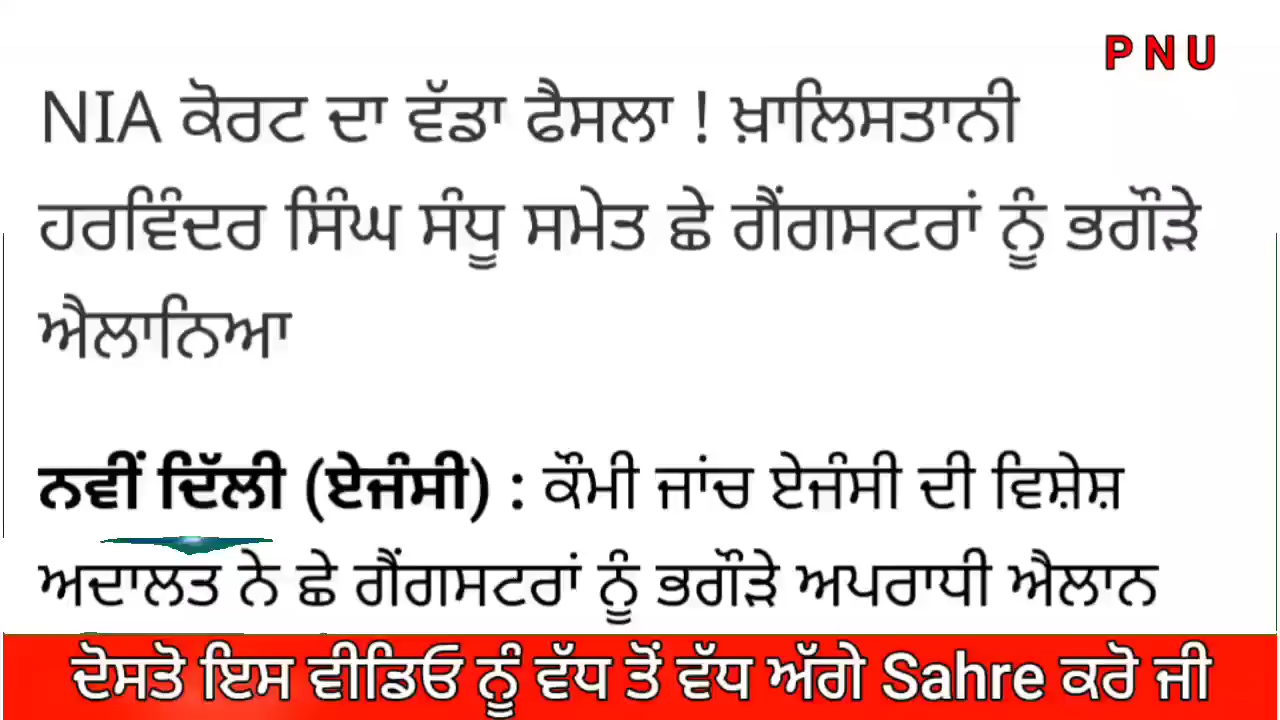 P N U
NIA ਕੋਰਟ ਦਾ ਵੱਡਾ ਫੈਸਲਾ ! ਖ਼ਾਲਿਸਤਾਨੀ
ਹਰਵਿੰਦਰ ਸਿੰਘ ਸੰਧੂ ਸਮੇਤ ਛੇ ਗੈਂਗਸਟਰਾਂ ਨੂੰ ਭਗੌੜੇ
ਐਲਾਨਿਆ
ਨਵੀਂ ਦਿੱਲੀ (ਏਜੰਸੀ) : ਕੌਮੀ ਜਾਂਚ ਏਜੰਸੀ ਦੀ ਵਿਸ਼ੇਸ਼
ਅਦਾਲਤ ਨੇ ਛੇ ਗੈਂਗਸਟਰਾਂ ਨੂੰ ਭਗੌੜੇ ਅਪਰਾਧੀ ਐਲਾਨ
ਦੋਸਤੋ ਇਸ ਵੀਡਿਓ ਨੂੰ ਵੱਧ ਤੋਂ ਵੱਧ ਅੱਗੇ Sahre ਕਰੋ ਜੀ